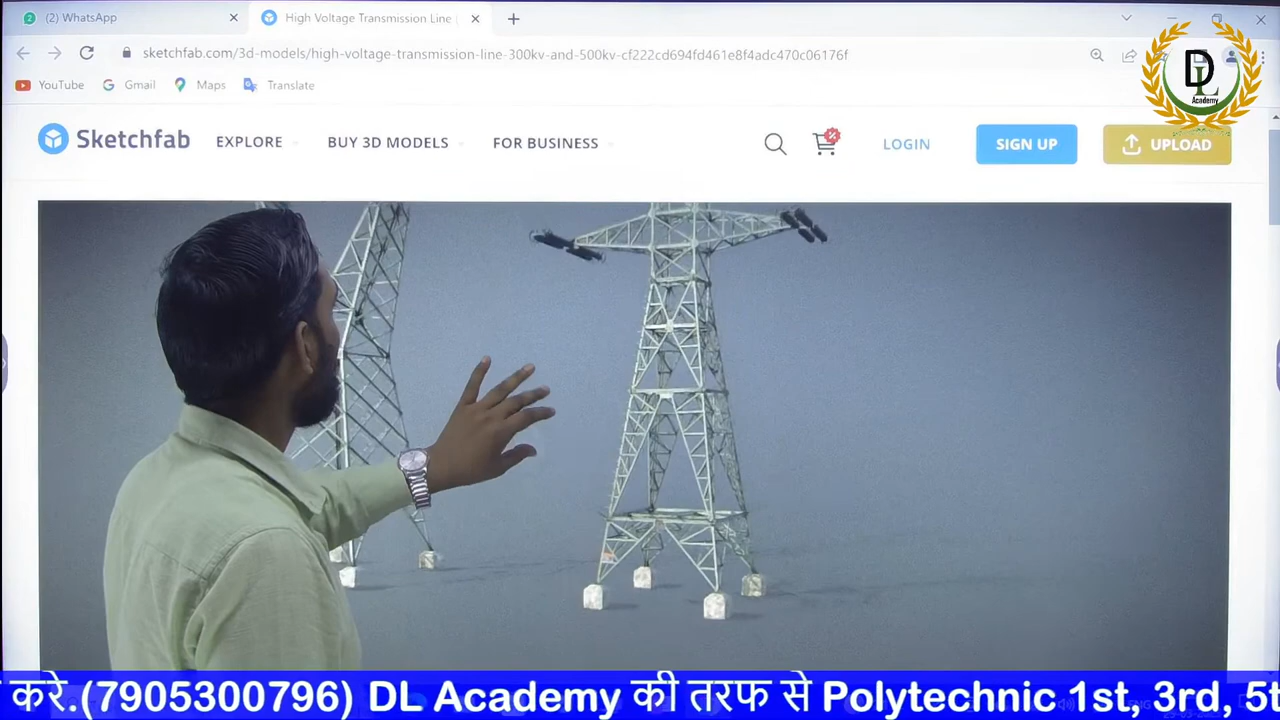 (2) WhatsApp
High Voltage Transmission Line
sketchfab.com/3d-models/high-voltage-transmission-line-300kv-and-500kv-cf222cd694fd461e8f4adc470c06176f
YouTube Gmail Maps Translate
DL
Academy
Sketchfab EXPLORE BUY 3D MODELS FOR BUSINESS LOGIN SIGN UP UPLOAD
करे.(7905300796) DL Academy की तरफ से Polytechnic 1st, 3rd, 5t